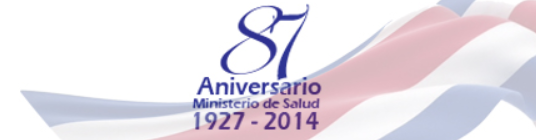 87
Aniversario
Ministerio de Salud
1927 - 2014